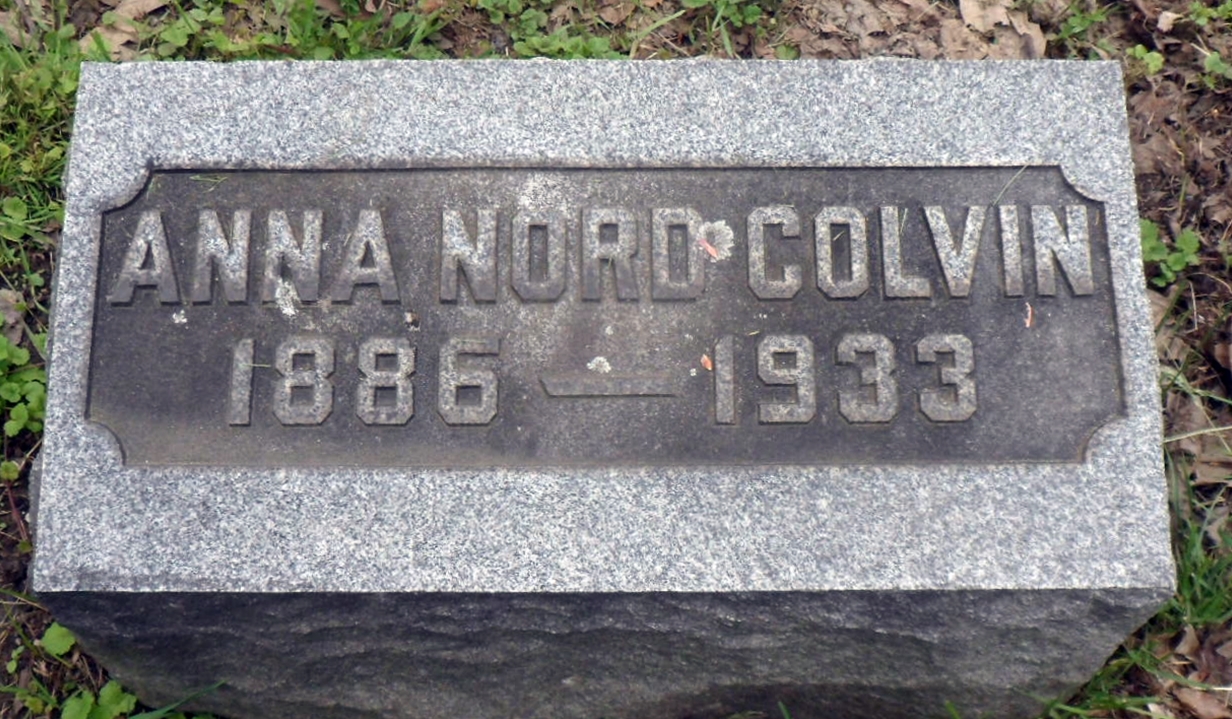 ANNA NORD COLVIN
1886 — 1933